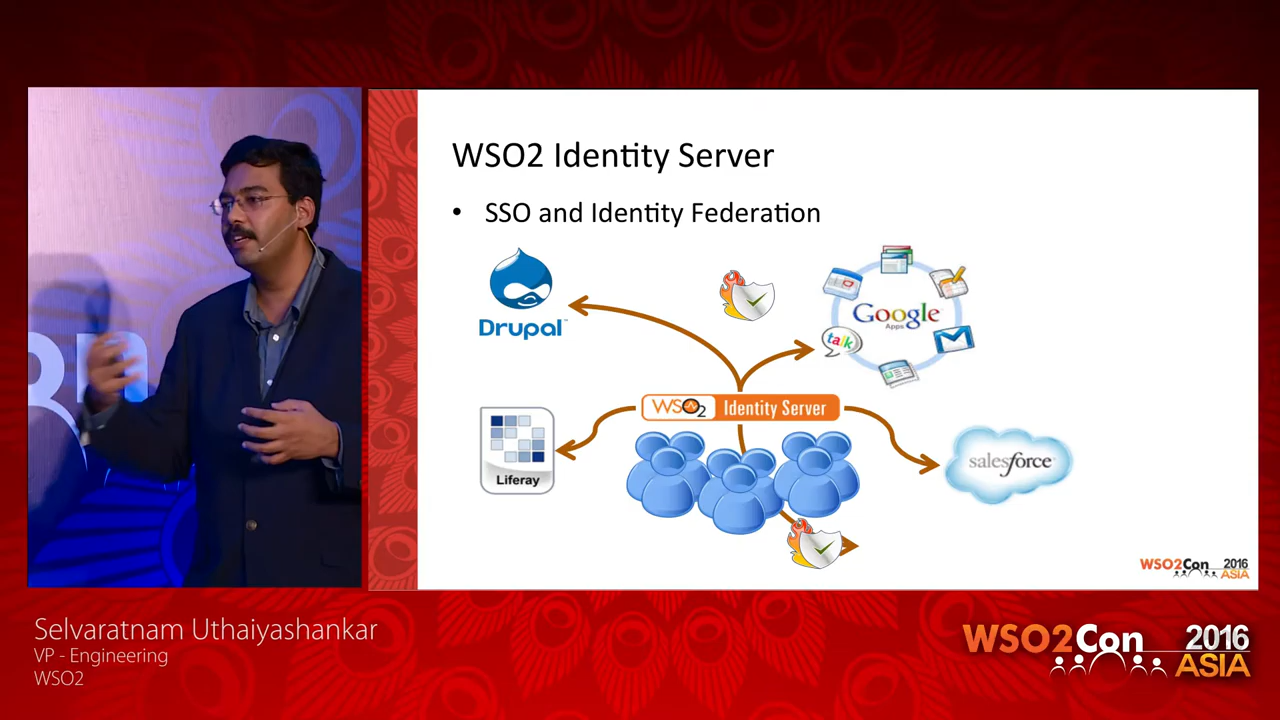 WSO2 Identity Server
• SSO and Identity Federation
Drupal™
Google
Apps
talk
WSO2 Identity Server
Liferay
salesforce
WSO2Con 2016
ASIA
Selvaratnam Uthaiyashankar
VP - Engineering
WSO2
WSO2Con 2016
ASIA